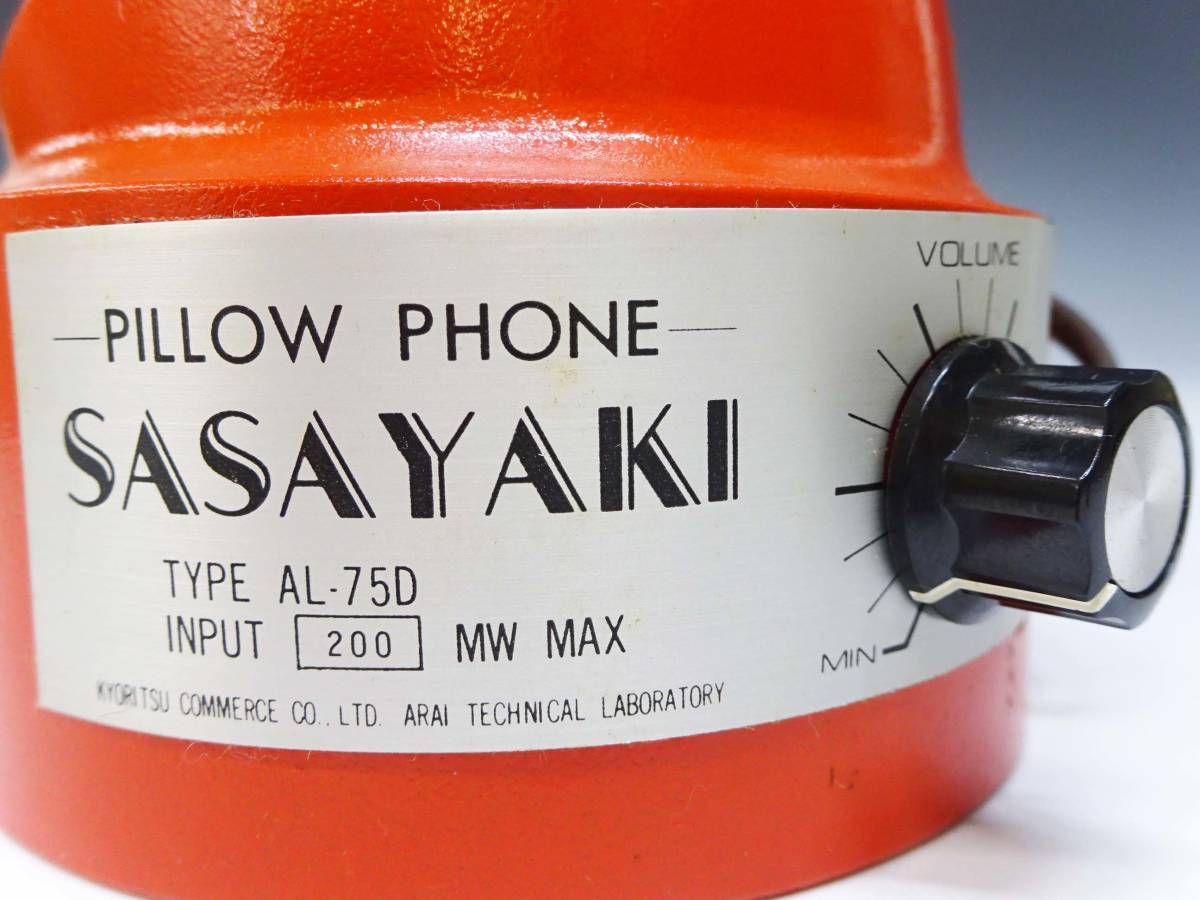 PILLOW PHONE
SASAYAKI
TYPE AL-75D
INPUT 200 MW MAX
KYORITSU COMMERCE CO., LTD. ARAI TECHNICAL LABORATORY
VOLUME
MIN